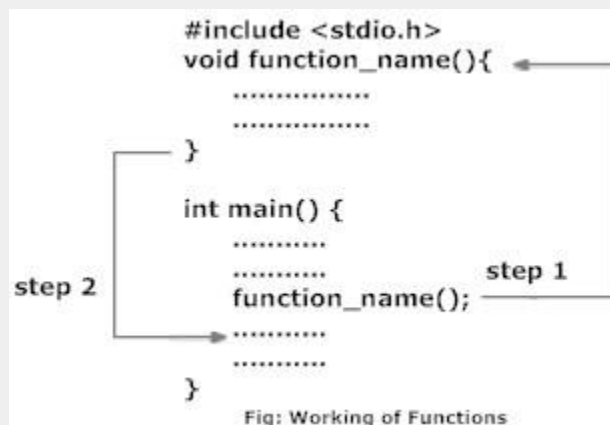 #include <stdio.h>
void function_name(){
................
................
}
int main() {
...........
...........
step 1
step 2
function_name();
...........
...........
}
Fig: Working of Functions